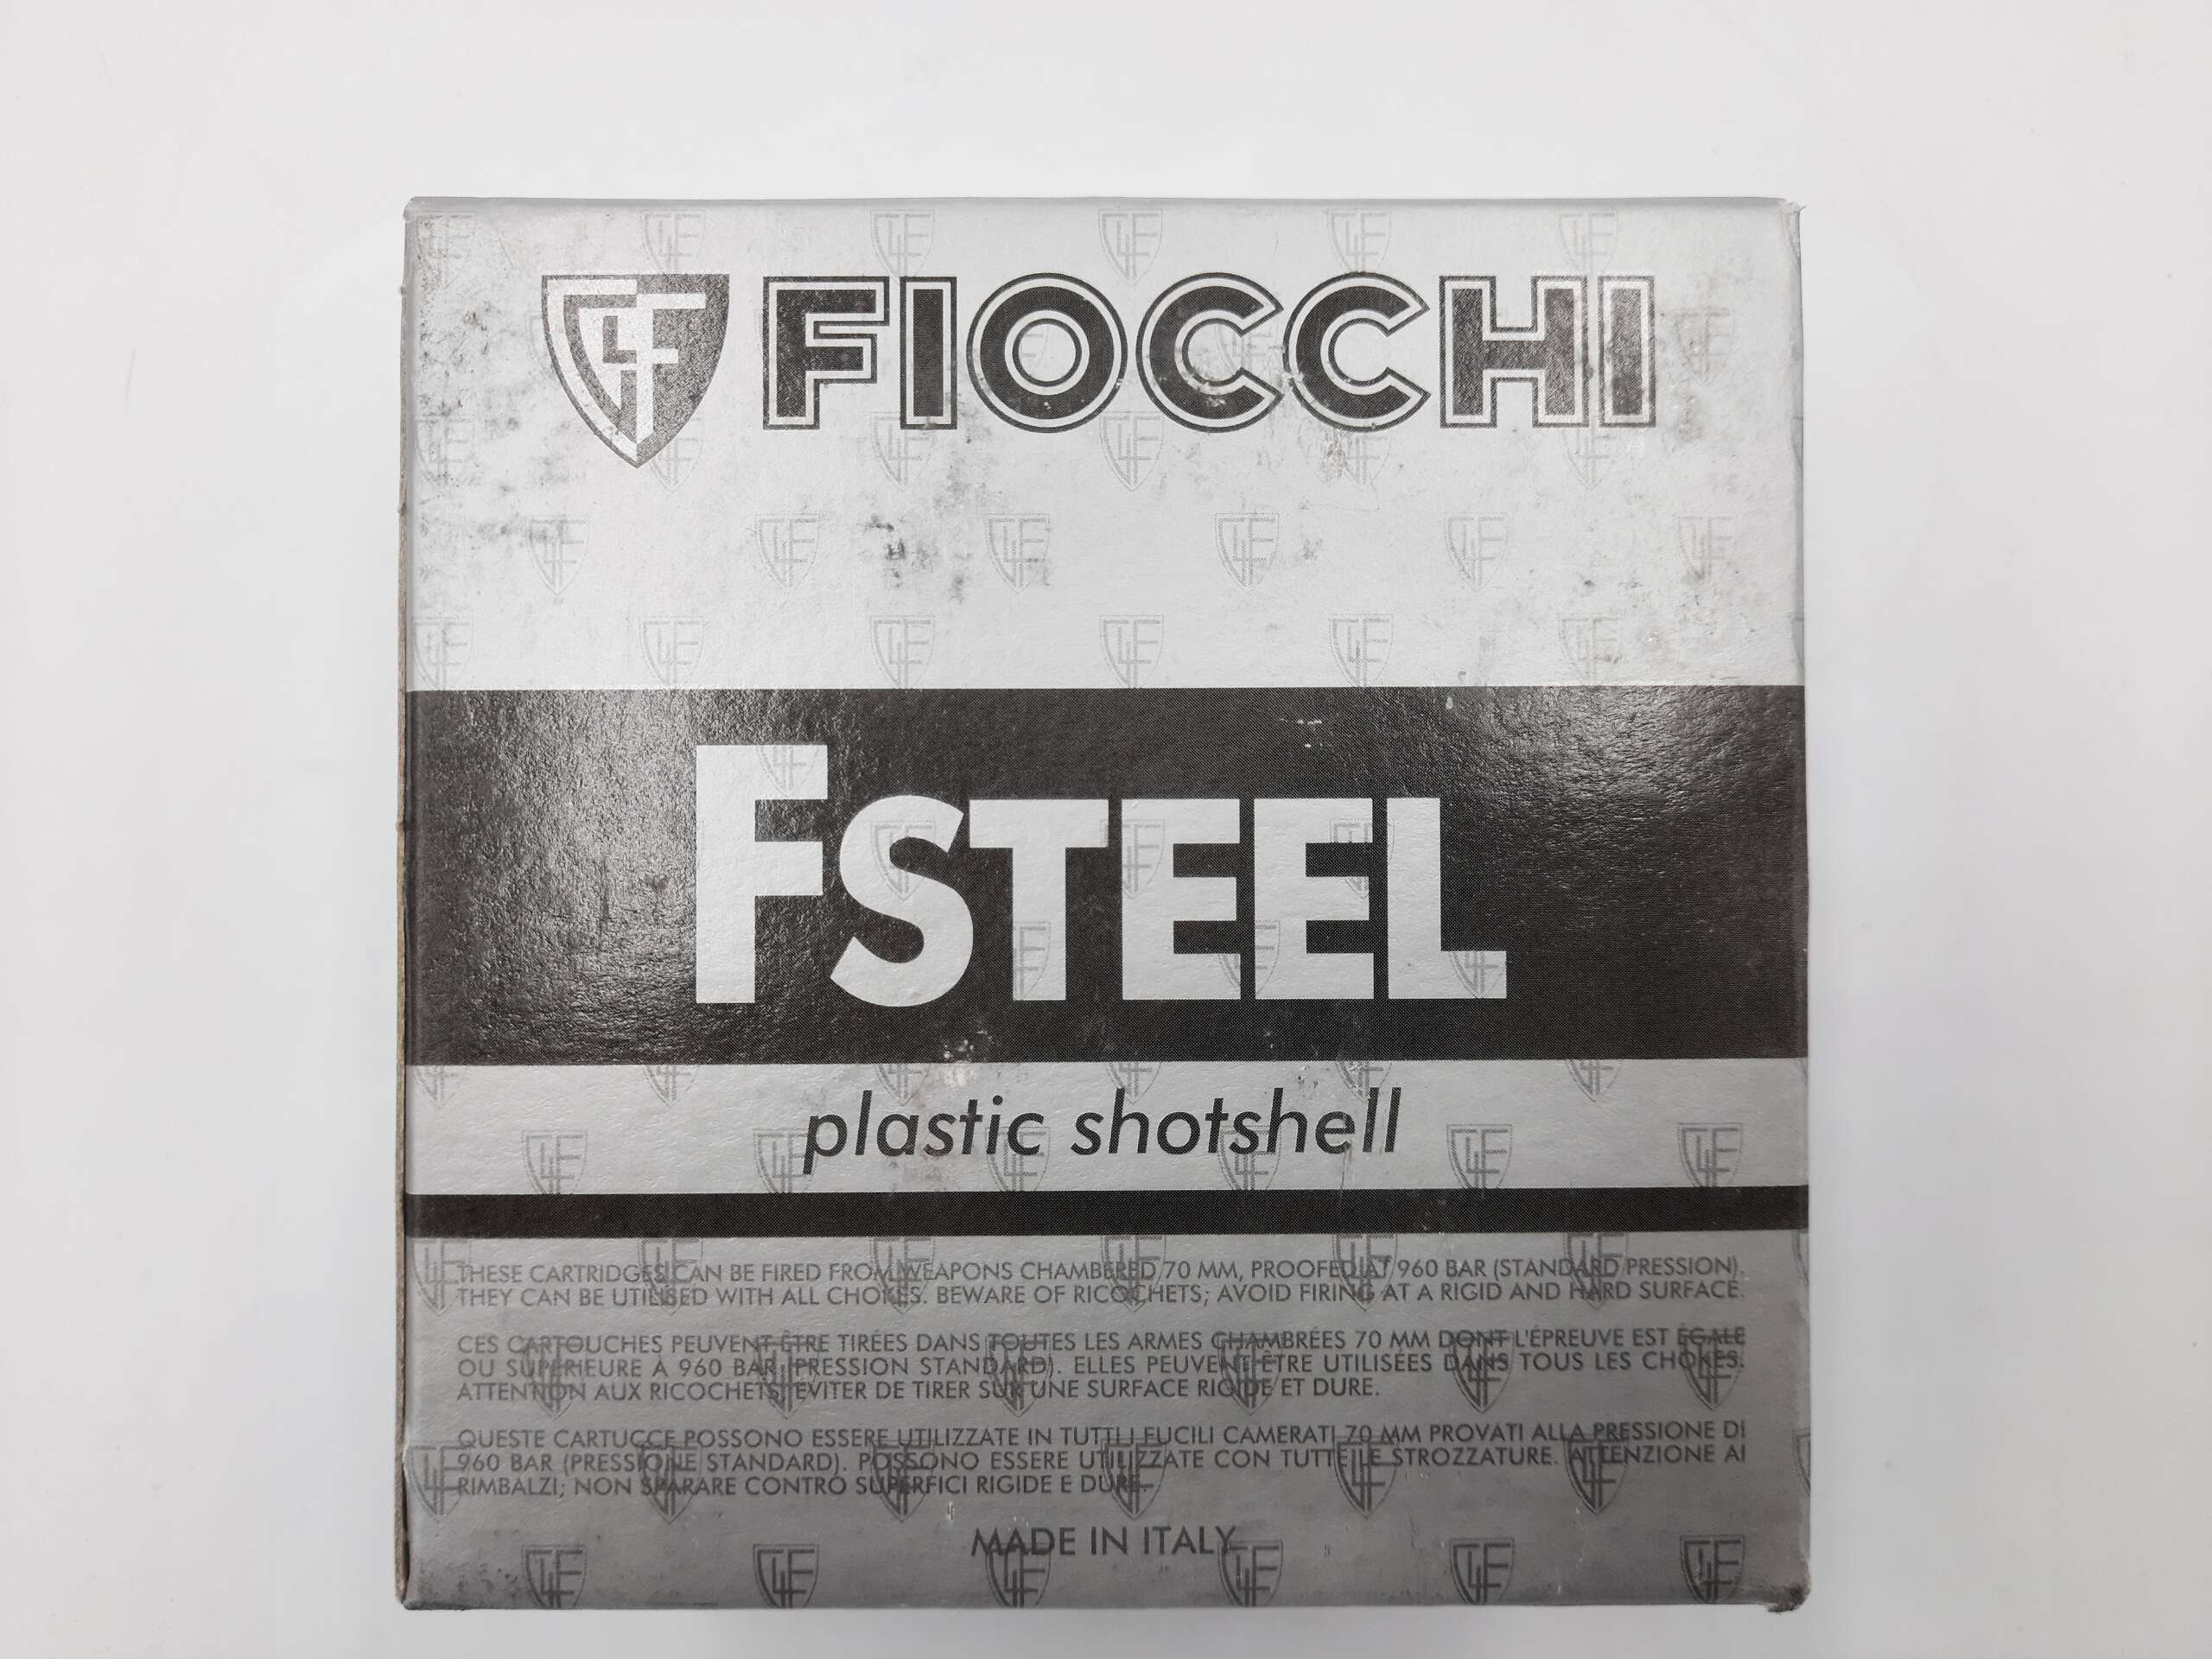 FIOCCHI
FSTEEL
plastic shotshell
THESE CARTRIDGES CAN BE FIRED FROM WEAPONS CHAMBERED 70 MM, PROOFED AT 960 BAR (STANDARD PRESSION).
THEY CAN BE UTILISED WITH ALL CHOKES. BEWARE OF RICOCHETS; AVOID FIRING AT A RIGID AND HARD SURFACE.
CES CARTOUCHES PEUVENT ÊTRE TIRÉES DANS TOUTES LES ARMES CHAMBRÉES 70 MM DONT L'ÉPREUVE EST ÉGALE
OU SUPÉRIEURE À 960 BAR (PRESSION STANDARD). ELLES PEUVENT ÊTRE UTILISÉES DANS TOUS LES CHOKES.
ATTENTION AUX RICOCHETS, ÉVITER DE TIRER SUR UNE SURFACE RIGIDE ET DURE.
QUESTE CARTUCCE POSSONO ESSERE UTILIZZATE IN TUTTI I FUCILI CAMERATI 70 MM PROVATI ALLA PRESSIONE DI
960 BAR (PRESSIONE STANDARD). POSSONO ESSERE UTILIZZATE CON TUTTE LE STROZZATURE. ATTENZIONE AI
RIMBALZI; NON SPARARE CONTRO SUPERFICI RIGIDE E DURE.
MADE IN ITALY